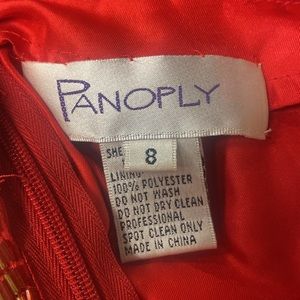 PANOPLY
8
SHE
LINING
100% POLYESTER
DO NOT WASH
DO NOT DRY CLEAN
PROFESSIONAL
SPOT CLEAN ONLY
MADE IN CHINA